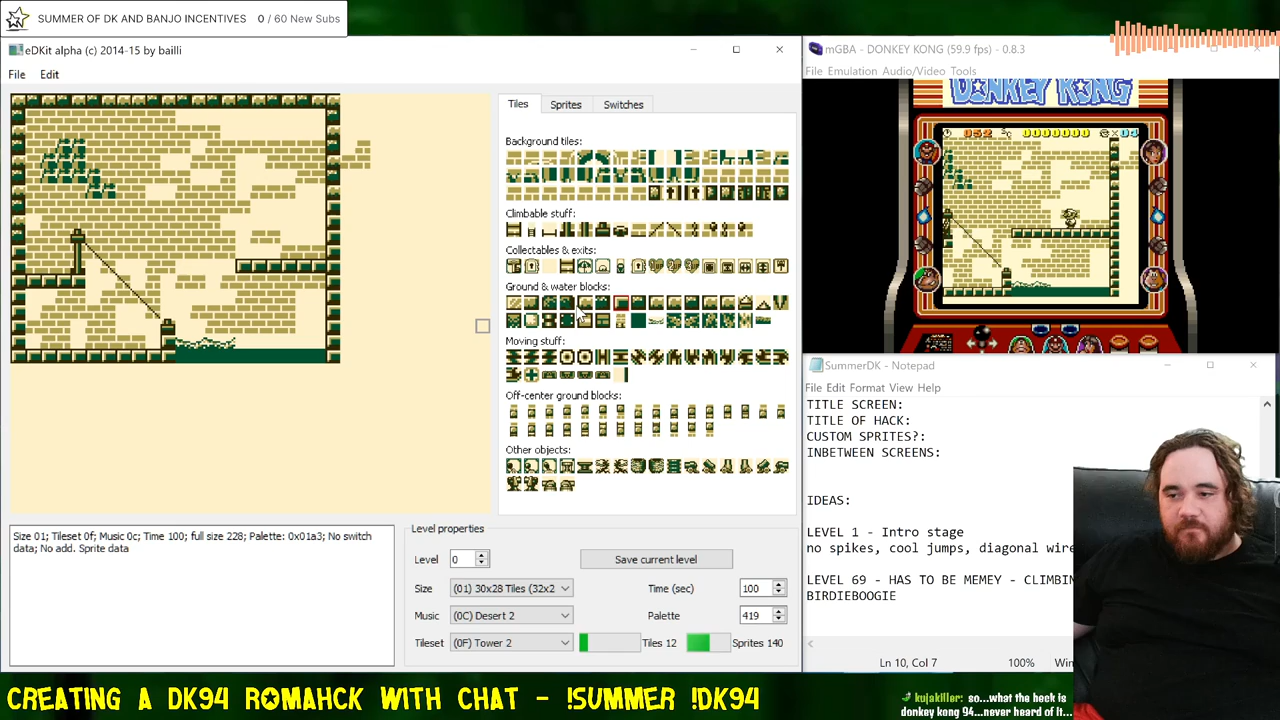 SUMMER OF DK AND BANJO INCENTIVES 0 / 60 New Subs
eDKit alpha (c) 2014-15 by bailli
File Edit
Tiles Sprites Switches
Background tiles:
Climbable stuff:
Collectables & exits:
Ground & water blocks:
Moving stuff:
Off-center ground blocks:
Other objects:
Size 01; Tileset 0f; Music 0c; Time 100; full size 228; Palette: 0x01a3; No switch
data; No add. Sprite data
Level properties
Level 0 Save current level
Size (01) 30x28 Tiles (32x2 Time (sec) 100
Music (0C) Desert 2 Palette 419
Tileset (0F) Tower 2 Tiles 12 Sprites 140
mGBA - DONKEY KONG (59.9 fps) - 0.8.3
File Emulation Audio/Video Tools
DONKEY KONG
052 0000000 04
SummerDK - Notepad
File Edit Format View Help
TITLE SCREEN:
TITLE OF HACK:
CUSTOM SPRITES?:
INBETWEEN SCREENS:
IDEAS:
LEVEL 1 - Intro stage
no spikes, cool jumps, diagonal wire
LEVEL 69 - HAS TO BE MEMEY - CLIMBIN
BIRDIEBOOGIE
Ln 10, Col 7 100% Win
CREATING A DK94 ROMAHCK WITH CHAT - !SUMMER !DK94
kujakiller: so...what the heck is
donkey kong 94...never heard of it...